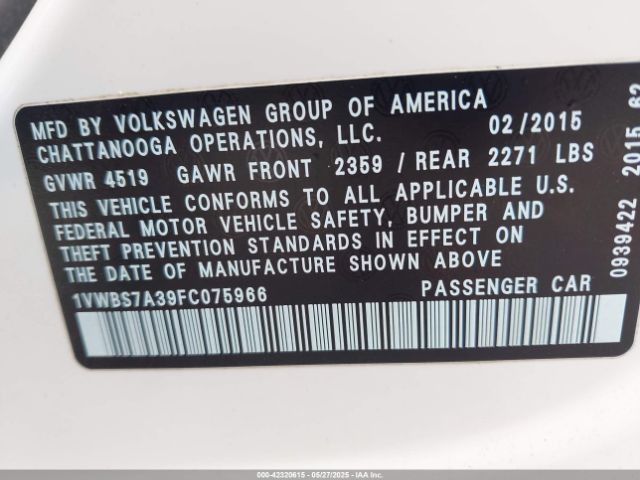 MFD BY VOLKSWAGEN GROUP OF AMERICA
CHATTANOOGA OPERATIONS, LLC. 02/2015
GVWR 4519 GAWR FRONT 2359 / REAR 2271 LBS
THIS VEHICLE CONFORMS TO ALL APPLICABLE U.S.
FEDERAL MOTOR VEHICLE SAFETY, BUMPER AND
THEFT PREVENTION STANDARDS IN EFFECT ON
THE DATE OF MANUFACTURE SHOWN ABOVE
1VWBS7A39FC075966 PASSENGER CAR
0939422 2015 62
000-42320615 - 05/27/2025 - IAAI.com